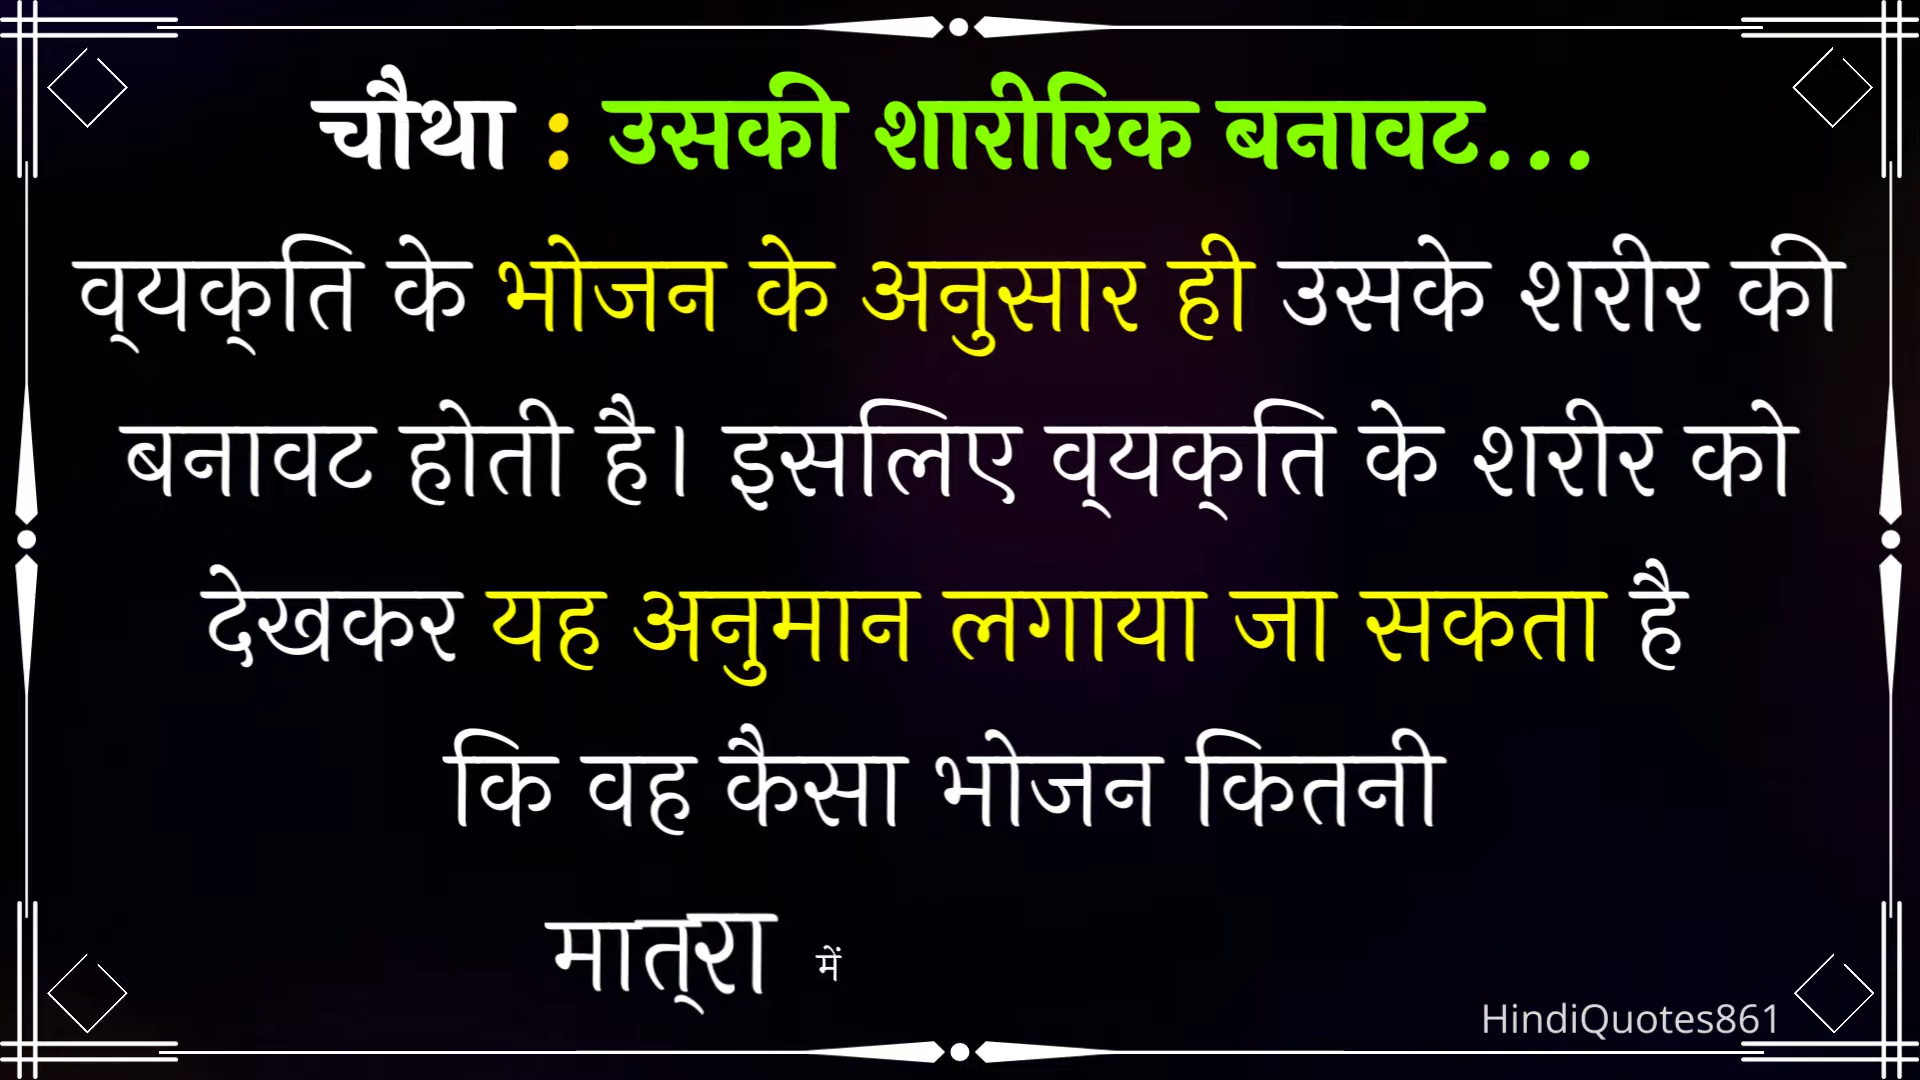 चौथा : उसकी शारीरिक बनावट...
व्‌यक्‌ति के भोजन के अनुसार ही उसके शरीर की
बनावट होती है। इसलिए व्‌यक्‌ति के शरीर को
देखकर यह अनुमान लगाया जा सकता है
कि वह कैसा भोजन कितनी
मात्‌रा में
HindiQuotes861